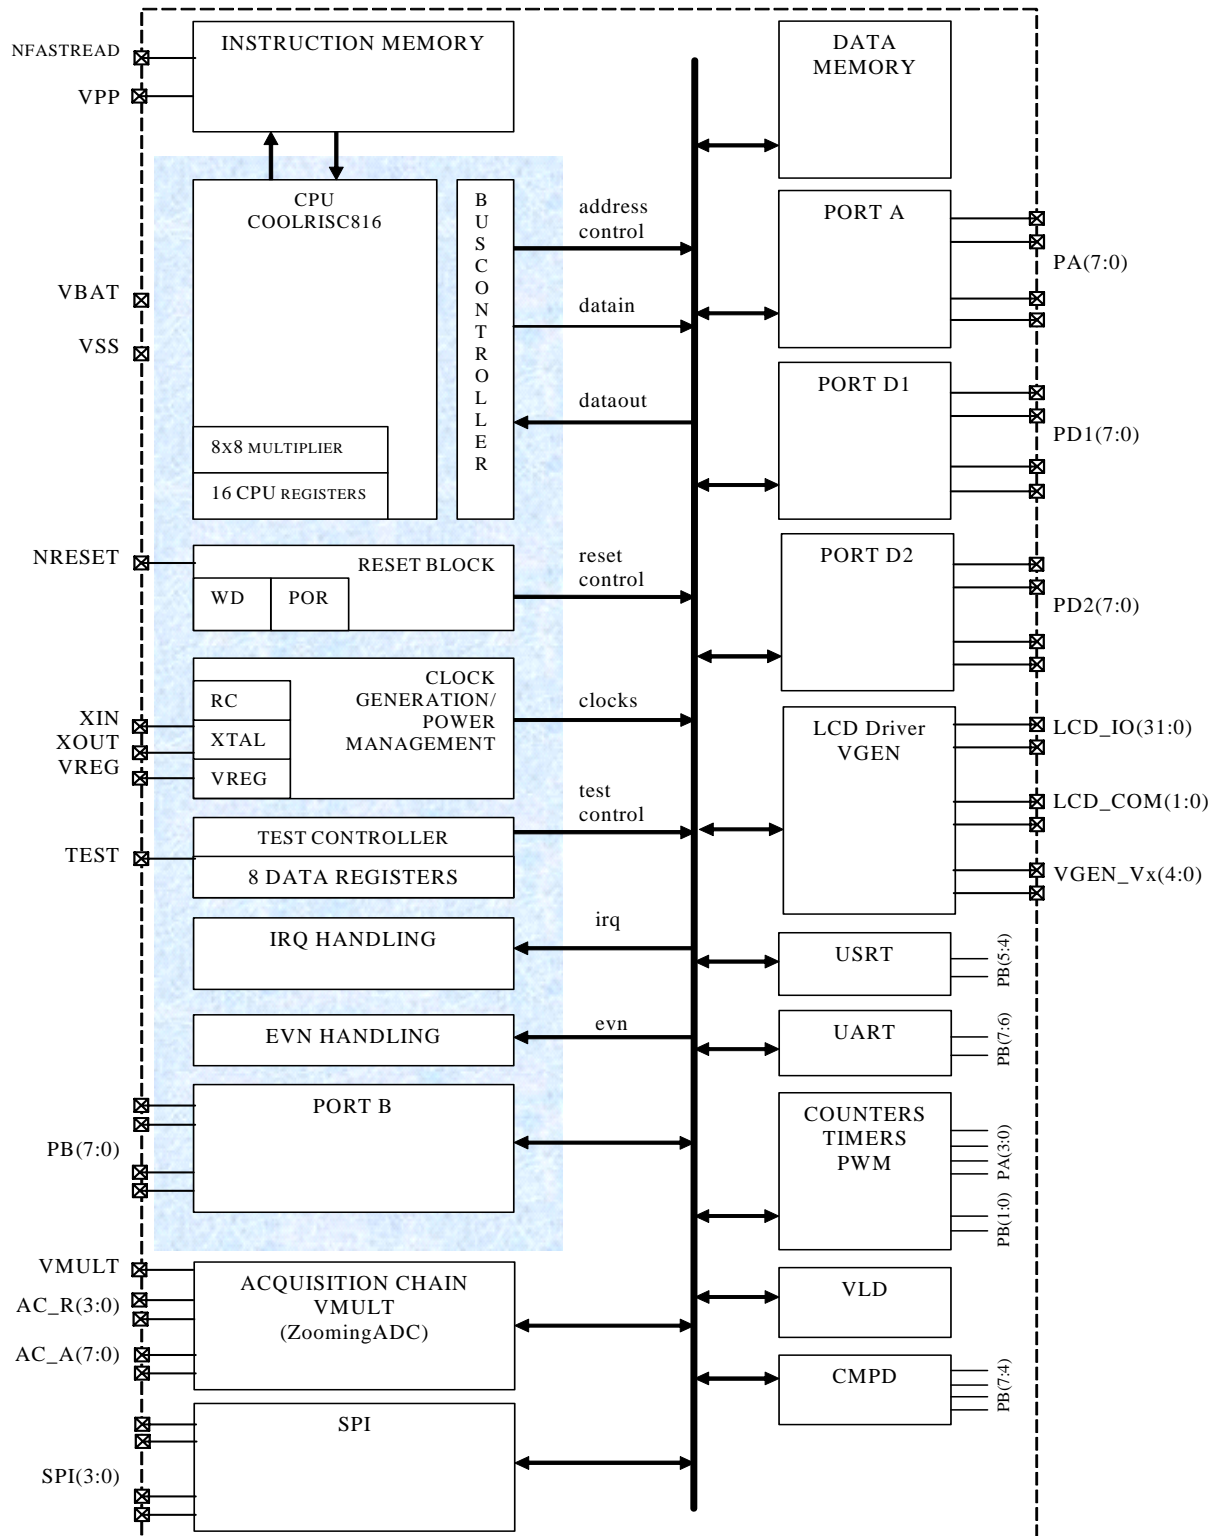 NFASTREAD
VPP
INSTRUCTION MEMORY
CPU
COOLRISC816
8X8 MULTIPLIER
16 CPU REGISTERS
BUSCONTROLLER
VBAT
VSS
address
control
datain
dataout
NRESET
RESET BLOCK
WD
POR
reset
control
XIN
XOUT
VREG
RC
XTAL
VREG
CLOCK
GENERATION/
POWER
MANAGEMENT
clocks
TEST
TEST CONTROLLER
8 DATA REGISTERS
test
control
IRQ HANDLING
irq
EVN HANDLING
evn
PORT B
PB(7:0)
VMULT
AC_R(3:0)
AC_A(7:0)
ACQUISITION CHAIN
VMULT
(ZoomingADC)
SPI
SPI(3:0)
DATA
MEMORY
PORT A
PA(7:0)
PORT D1
PD1(7:0)
PORT D2
PD2(7:0)
LCD Driver
VGEN
LCD_IO(31:0)
LCD_COM(1:0)
VGEN_Vx(4:0)
USRT
PB(5:4)
UART
PB(7:6)
COUNTERS
TIMERS
PWM
PA(3:0)
PB(1:0)
VLD
CMPD
PB(7:4)